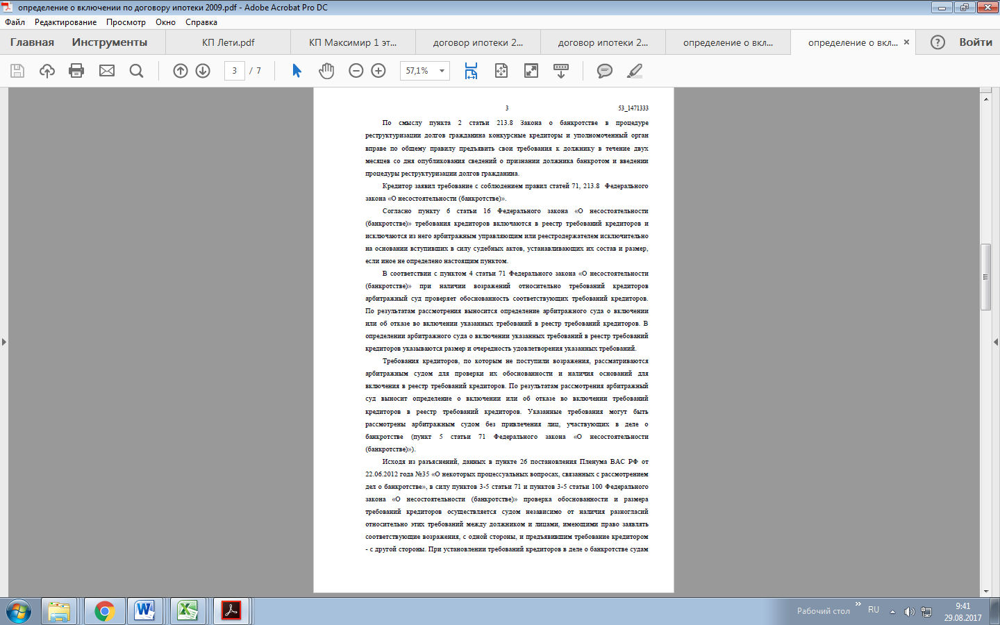 определение о включении по договору ипотеки 2009.pdf - Adobe Acrobat Pro DC
Файл Редактирование Просмотр Окно Справка
Главная Инструменты КП Лети.pdf КП Максимир 1 эт... договор ипотеки 2... договор ипотеки 2... определение о вкл... определение о вкл... × ? Войти
3 / 7 57,1%
3 53_1471333
По смыслу пункта 2 статьи 213.8 Закона о банкротстве в процедуре
реструктуризации долгов гражданина конкурсные кредиторы и уполномоченный орган
вправе по общему правилу предъявить свои требования к должнику в течение двух
месяцев со дня опубликования сведений о признании должника банкротом и введении
процедуры реструктуризации долгов гражданина.
Кредитор заявил требование с соблюдением правил статей 71, 213.8 Федерального
закона «О несостоятельности (банкротстве)».
Согласно пункту 6 статьи 16 Федерального закона «О несостоятельности
(банкротстве)» требования кредиторов включаются в реестр требований кредиторов и
исключаются из него арбитражным управляющим или реестродержателем исключительно
на основании вступивших в силу судебных актов, устанавливающих их состав и размер,
если иное не определено настоящим пунктом.
В соответствии с пунктом 4 статьи 71 Федерального закона «О несостоятельности
(банкротстве)» при наличии возражений относительно требований кредиторов
арбитражный суд проверяет обоснованность соответствующих требований кредиторов.
По результатам рассмотрения выносится определение арбитражного суда о включении
или об отказе во включении указанных требований в реестр требований кредиторов. В
определении арбитражного суда о включении указанных требований в реестр требований
кредиторов указываются размер и очередность удовлетворения указанных требований.
Требования кредиторов, по которым не поступили возражения, рассматриваются
арбитражным судом для проверки их обоснованности и наличия оснований для
включения в реестр требований кредиторов. По результатам рассмотрения арбитражный
суд выносит определение о включении или об отказе во включении требований
кредиторов в реестр требований кредиторов. Указанные требования могут быть
рассмотрены арбитражным судом без привлечения лиц, участвующих в деле о
банкротстве (пункт 5 статьи 71 Федерального закона «О несостоятельности
(банкротстве)»).
Исходя из разъяснений, данных в пункте 26 постановления Пленума ВАС РФ от
22.06.2012 года №35 «О некоторых процессуальных вопросах, связанных с рассмотрением
дел о банкротстве», в силу пунктов 3-5 статьи 71 и пунктов 3-5 статьи 100 Федерального
закона «О несостоятельности (банкротстве)» проверка обоснованности и размера
требований кредиторов осуществляется судом независимо от наличия разногласий
относительно этих требований между должником и лицами, имеющими право заявлять
соответствующие возражения, с одной стороны, и предъявившим требование кредитором
- с другой стороны. При установлении требований кредиторов в деле о банкротстве судам
Рабочий стол » RU 9:41
29.08.2017